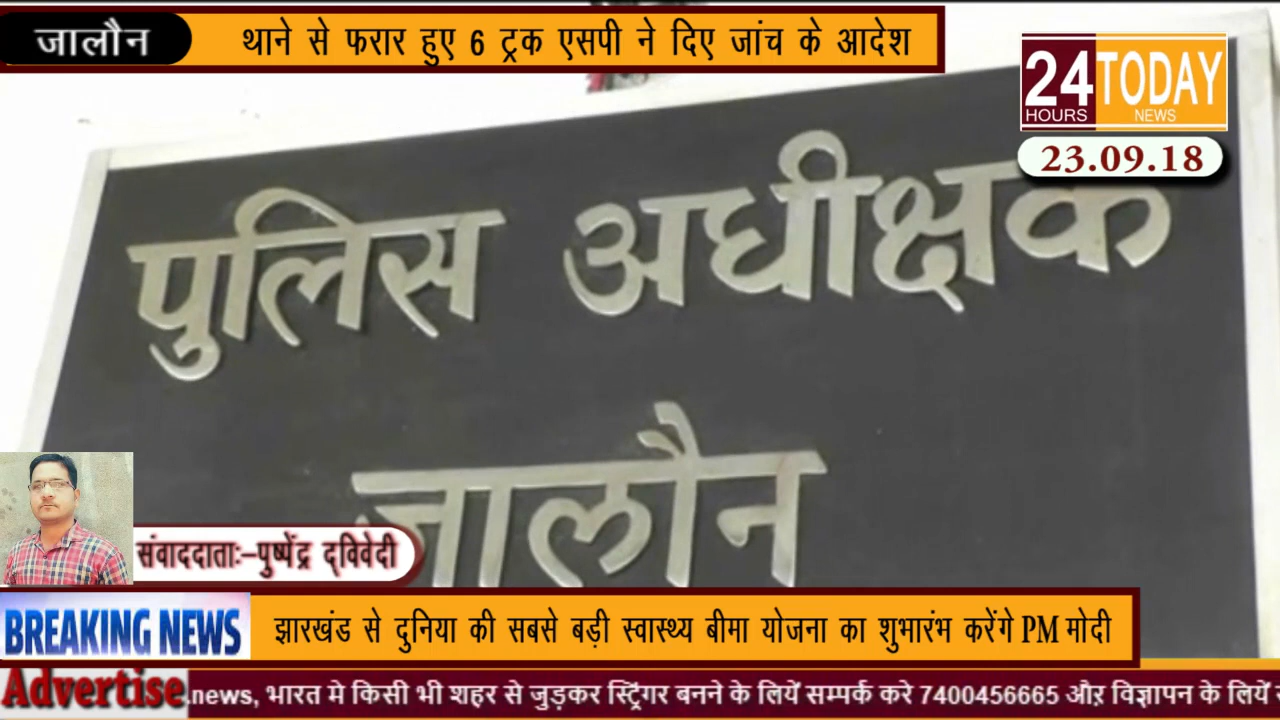 जालौन
थाने से फरार हुए 6 ट्रक एसपी ने दिए जांच के आदेश
24 TODAY
HOURS NEWS
23.09.18
पुलिस अधीक्षक
जालौन
संवाददाताः-पुष्पेंद्र द्विवेदी
BREAKING NEWS
झारखंड से दुनिया की सबसे बड़ी स्वास्थ्य बीमा योजना का शुभारंभ करेंगे PM मोदी
Advertise
.news, भारत मे किसी भी शहर से जुड़कर स्ट्रिंगर बनने के लियें सम्पर्क करे 7400456665 और विज्ञापन के लियें